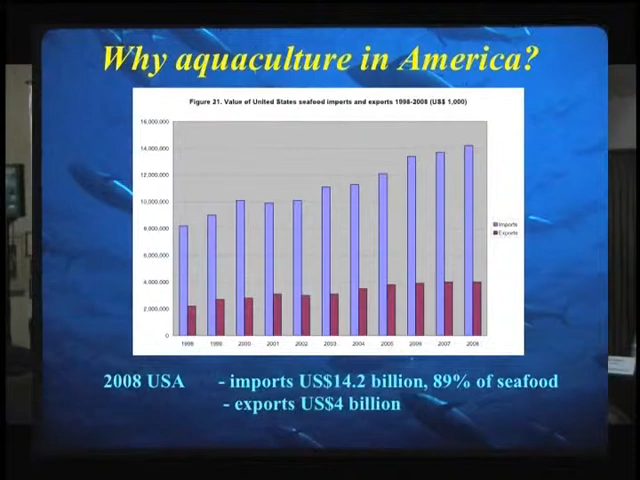 Why aquaculture in America?
Figure 21. Value of United States seafood imports and exports 1998-2008 (US$ 1,000)
16,000,000
14,000,000
12,000,000
10,000,000
8,000,000
6,000,000
4,000,000
2,000,000
0
Imports
Exports
1998 1999 2000 2001 2002 2003 2004 2005 2006 2007 2008
2008 USA - imports US$14.2 billion, 89% of seafood
- exports US$4 billion